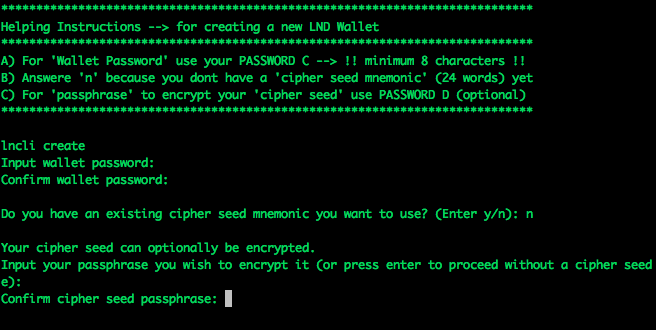 **********************************************************************
Helping Instructions --> for creating a new LND Wallet
**********************************************************************
A) For 'Wallet Password' use your PASSWORD C --> !! minimum 8 characters !!
B) Answere 'n' because you dont have a 'cipher seed mnemonic' (24 words) yet
C) For 'passphrase' to encrypt your 'cipher seed' use PASSWORD D (optional)
**********************************************************************
lncli create
Input wallet password:
Confirm wallet password:
Do you have an existing cipher seed mnemonic you want to use? (Enter y/n): n
Your cipher seed can optionally be encrypted.
Input your passphrase you wish to encrypt it (or press enter to proceed without a cipher seed
e):
Confirm cipher seed passphrase: